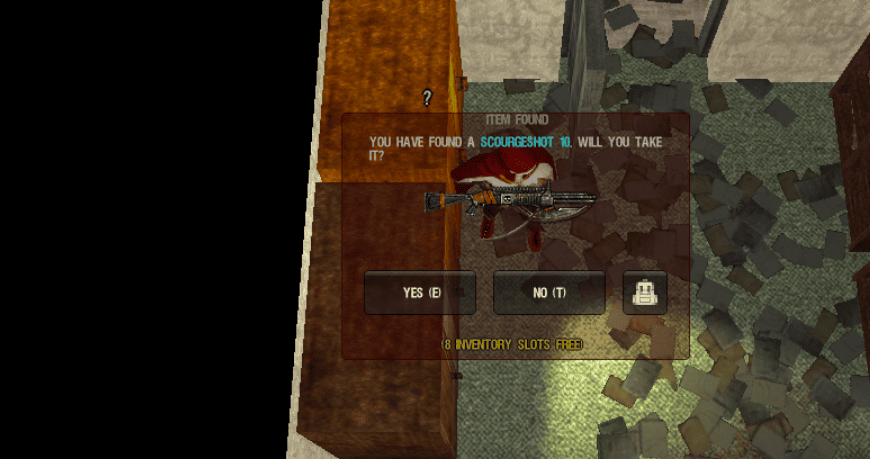 ?
ITEM FOUND
YOU HAVE FOUND A SCOURGESHOT 10. WILL YOU TAKE
IT?
YES (E)
NO (T)
(8 INVENTORY SLOTS FREE)